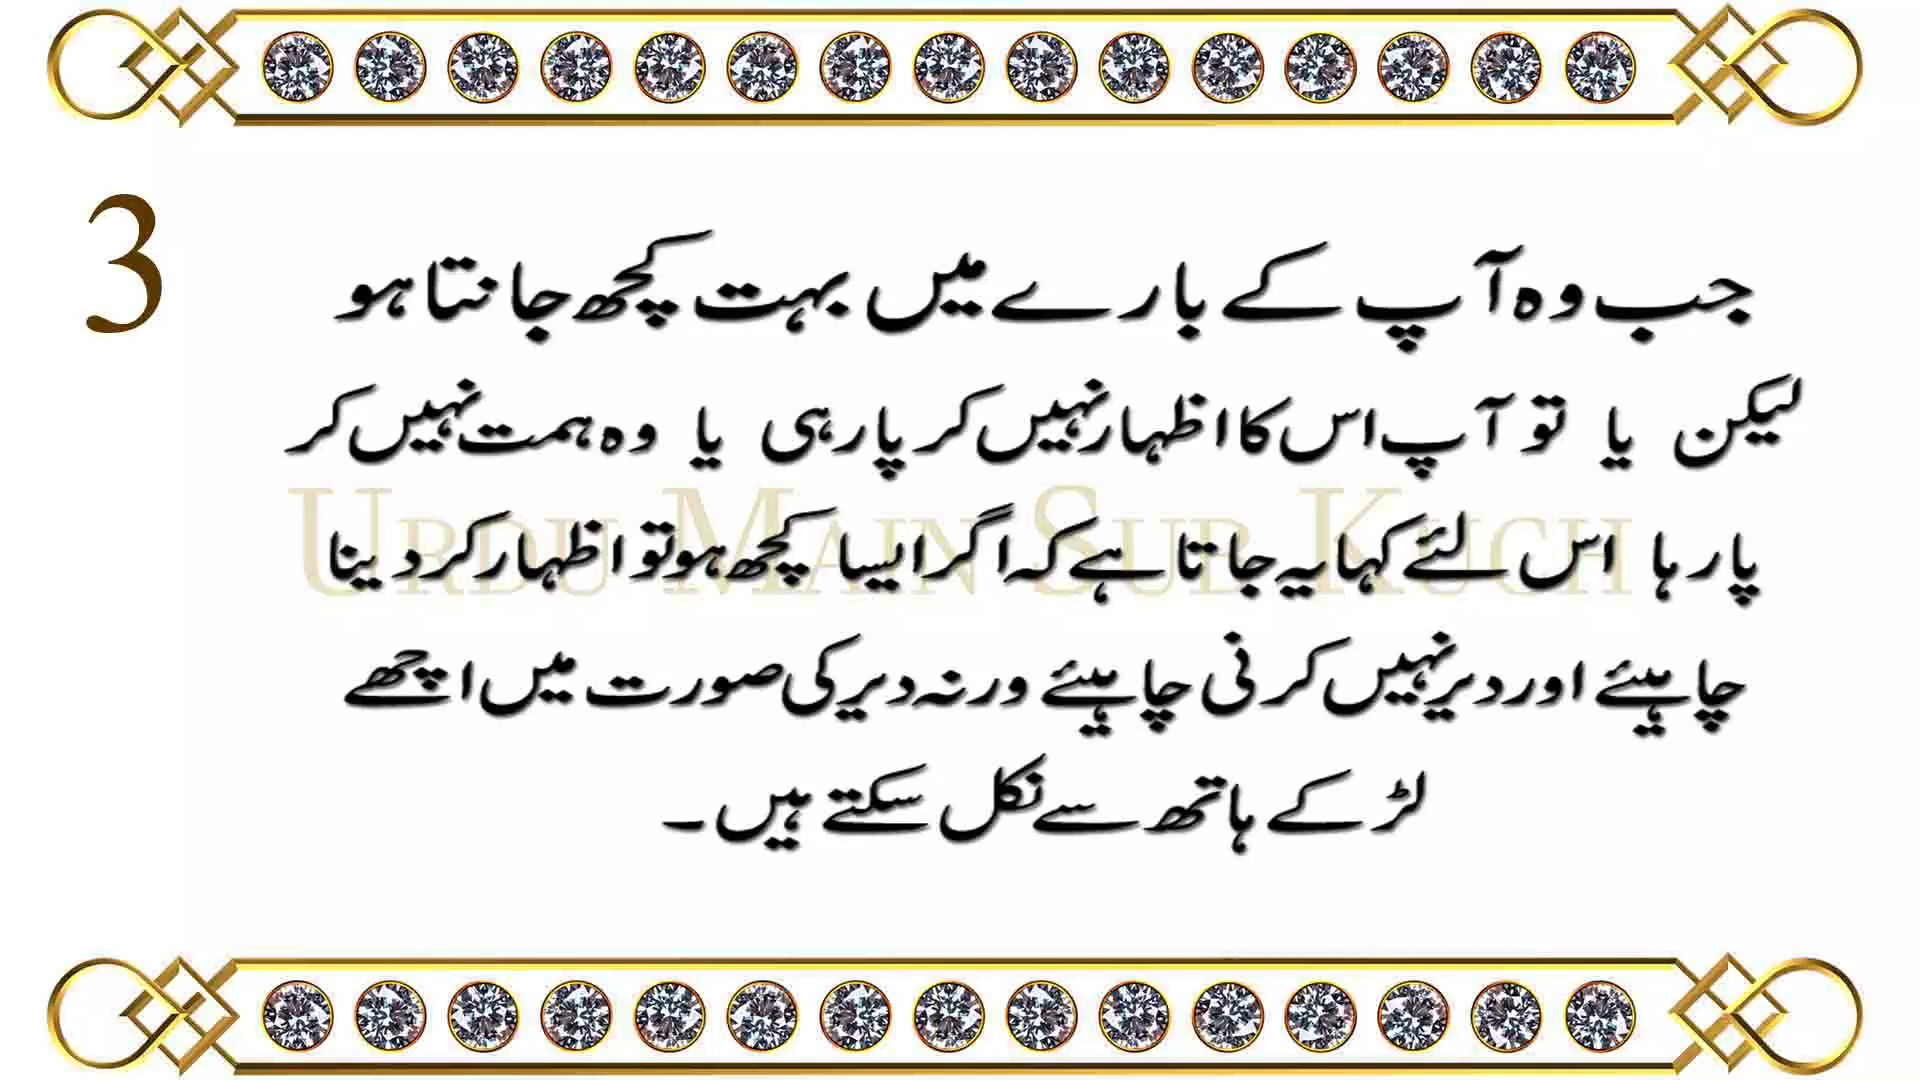 3
جب وہ آپ کے بارے میں بہت کچھ جانتا ہو
لیکن یا تو آپ اس کا اظہار نہیں کر پا رہی یا وہ ہمت نہیں کر
پا رہا اس لئے کہا یہ جاتا ہے کہ اگر ایسا کچھ ہو تو اظہار کر دینا
چاہیئے اور دیر نہیں کرنی چاہیئے ورنہ دیر کی صورت میں اچھے
لڑکے ہاتھ سے نکل سکتے ہیں۔
URDU MAIN SUB KUCH